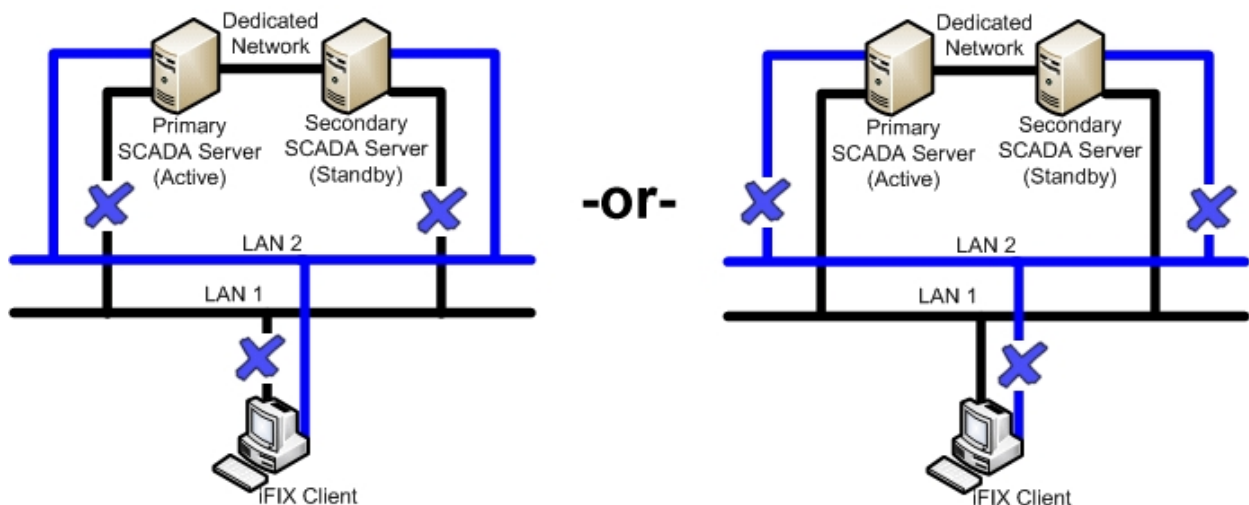 Dedicated
Network
Primary
SCADA Server
(Active)
Secondary
SCADA Server
(Standby)
LAN 2
LAN 1
iFIX Client
-or-
Dedicated
Network
Primary
SCADA Server
(Active)
Secondary
SCADA Server
(Standby)
LAN 2
LAN 1
iFIX Client